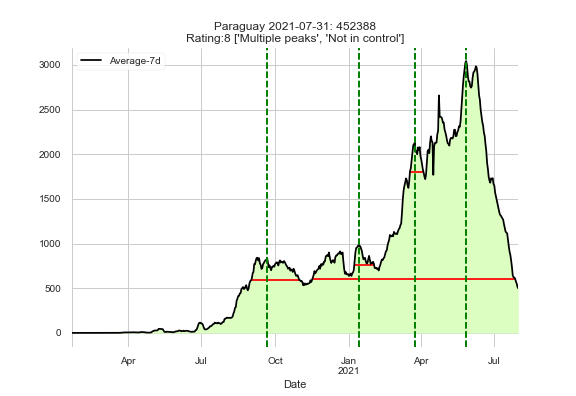 Paraguay 2021-07-31: 452388
Rating:8 ['Multiple peaks', 'Not in control']
Average-7d
3000
2500
2000
1500
1000
500
0
Apr
Jul
Oct
Jan
2021
Apr
Jul
Date